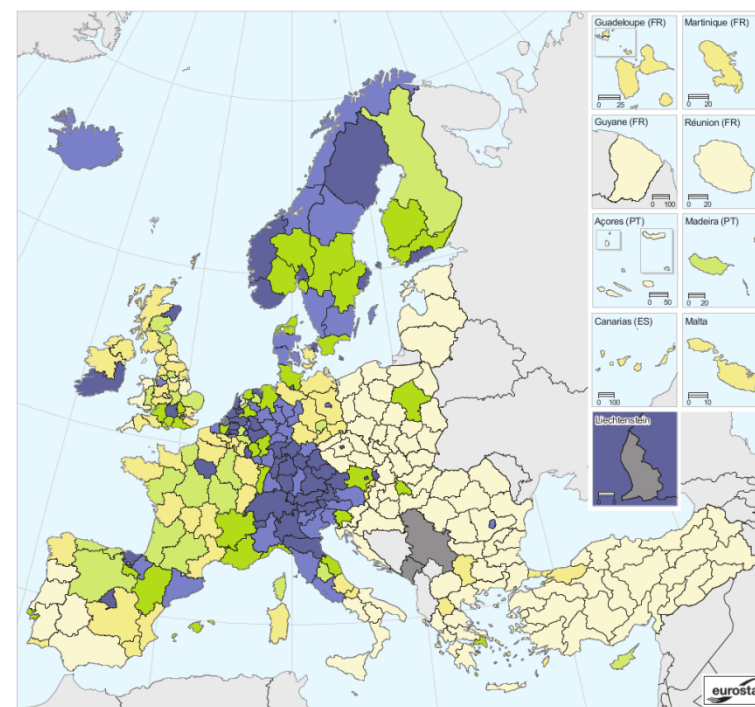 Guadeloupe (FR)
Martinique (FR)
0 25
0 20
Guyane (FR)
Réunion (FR)
0 100
0 20
Açores (PT)
Madeira (PT)
0 50
0 20
Canarias (ES)
Malta
0 100
0 10
Liechtenstein
eurosta